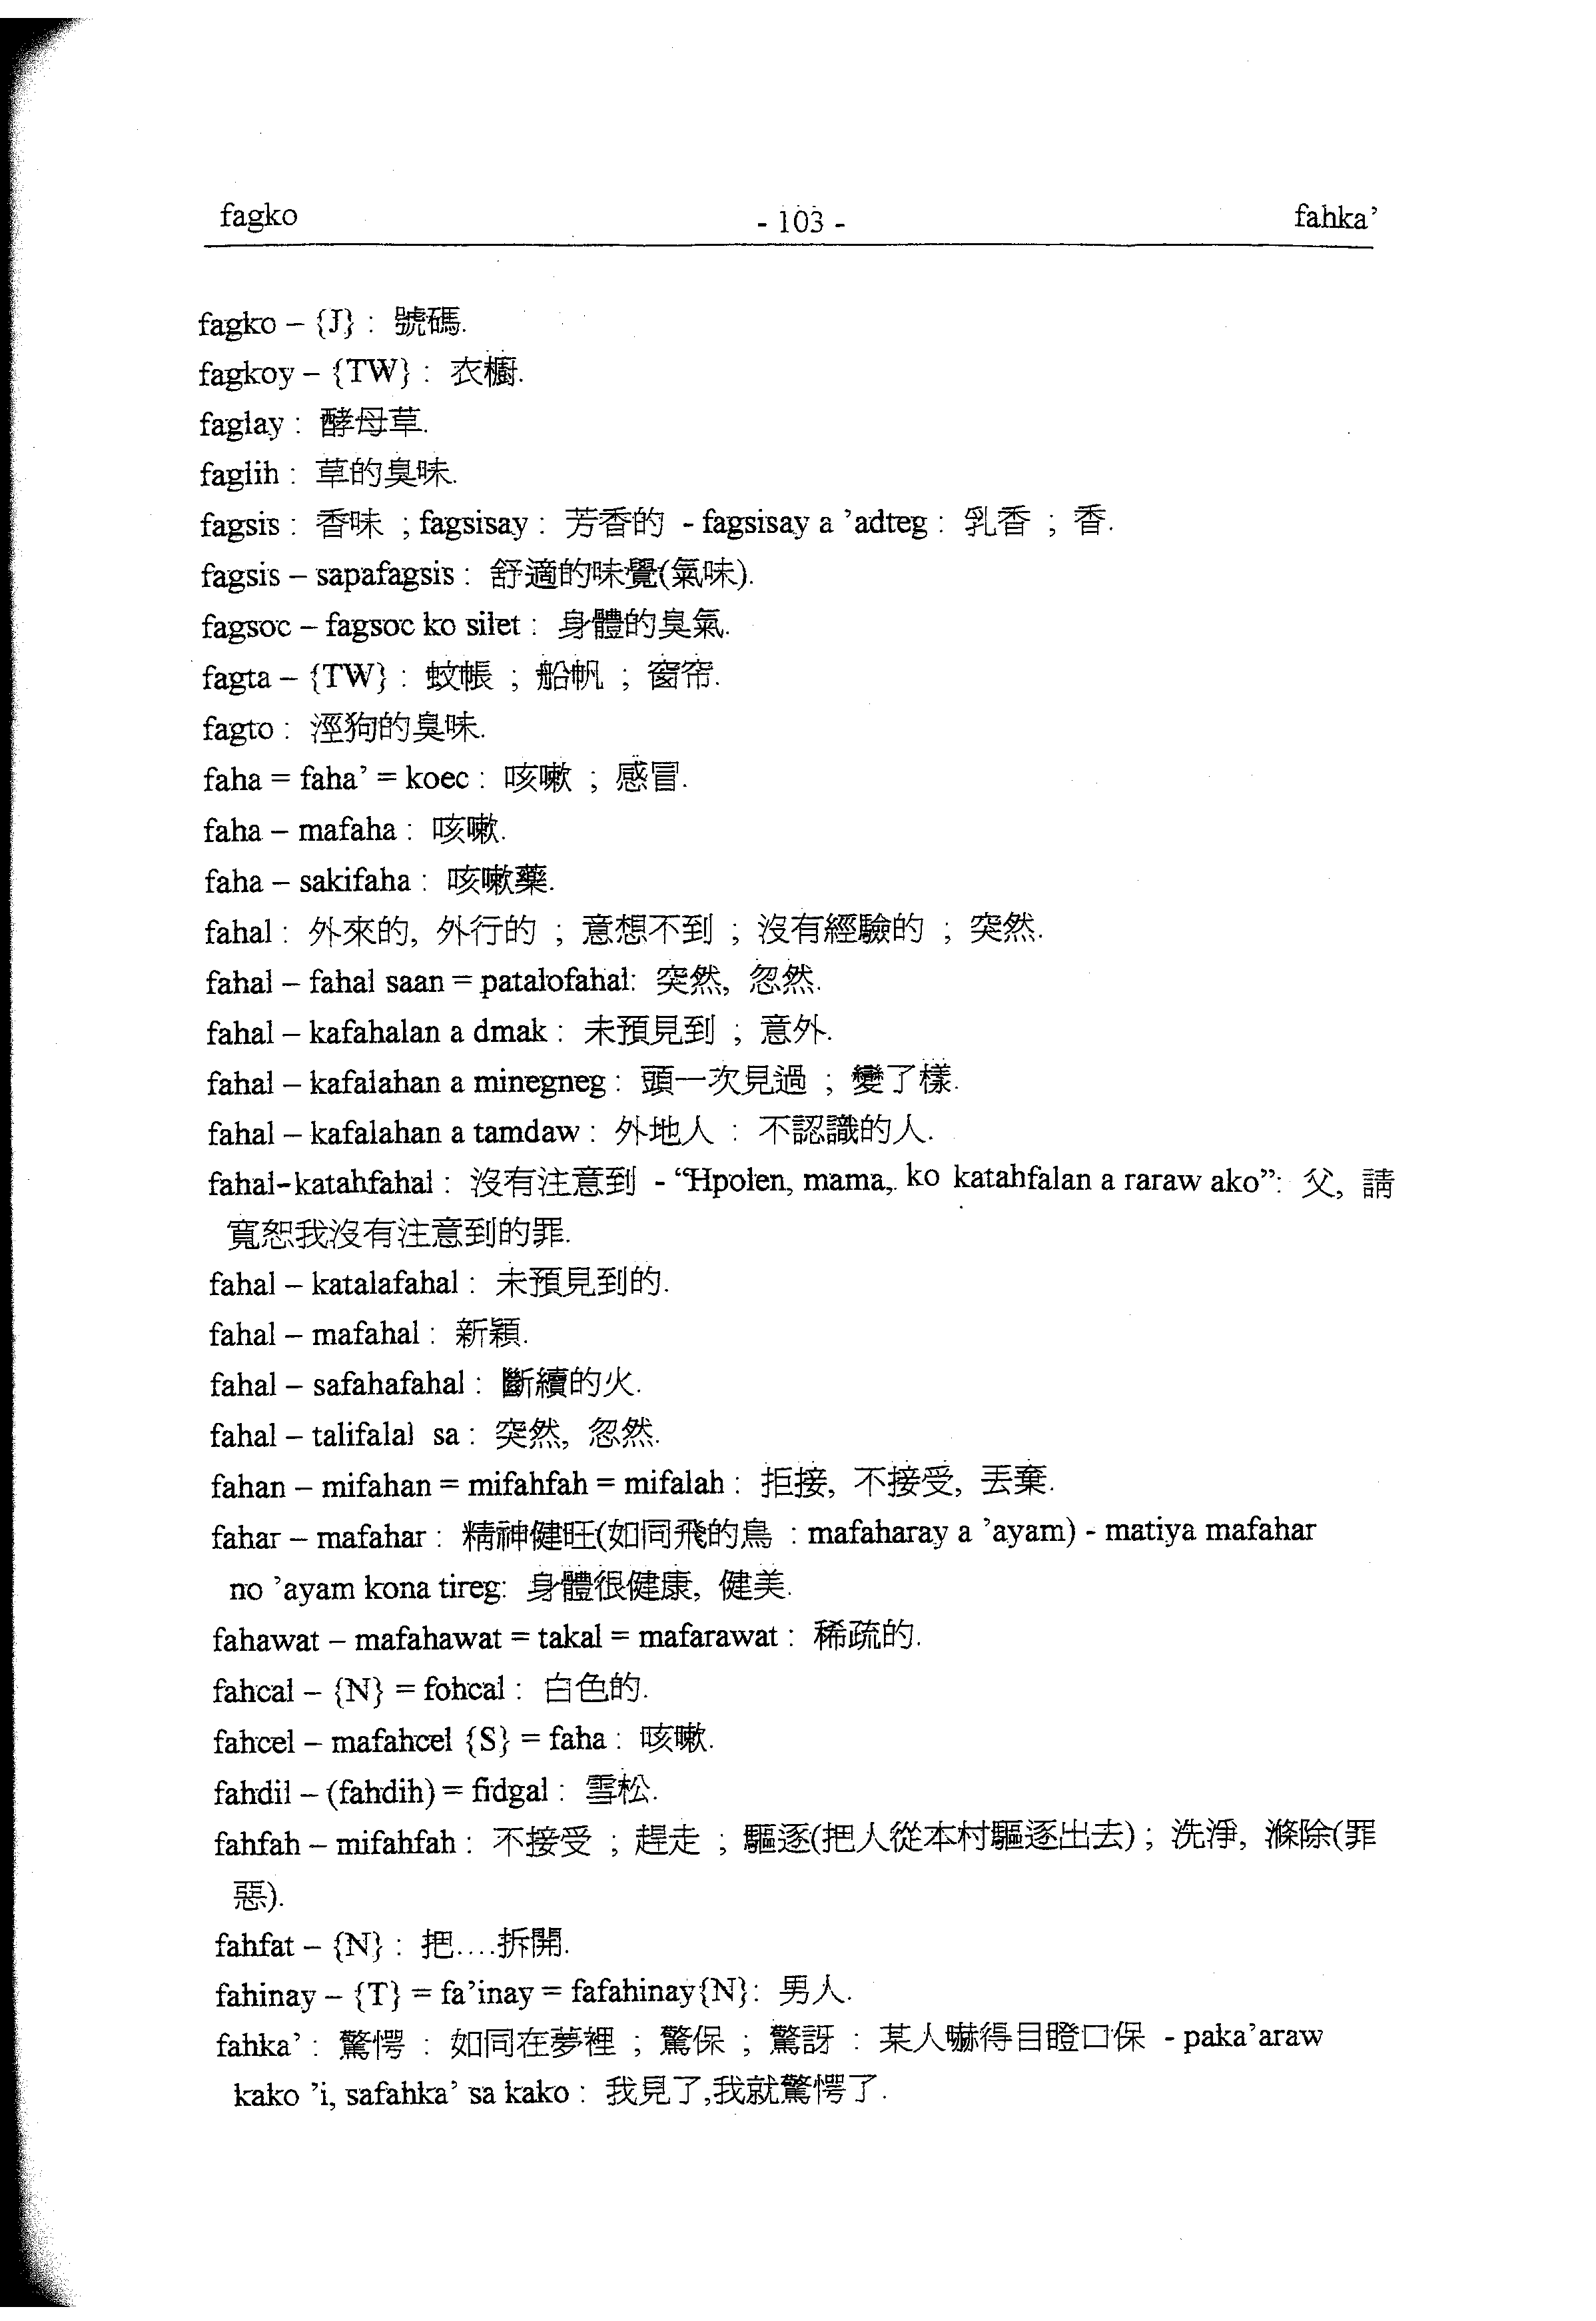 fagko - 103 - fahka’
fagko – {J} : 號碼.
fagkoy – {TW} : 衣櫥.
faglay : 酵母草.
faglih : 草的臭味.
fagsis : 香味 ; fagsisay : 芳香的 - fagsisay a ’adteg : 乳香 ; 香.
fagsis – sapafagsis : 舒適的味覺(氣味).
fagsoc – fagsoc ko silet : 身體的臭氣.
fagta – {TW} : 蚊帳 ; 船帆 ; 窗帘.
fagto : 溼狗的臭味.
faha = faha’ = koec : 咳嗽 ; 感冒.
faha – mafaha : 咳嗽.
faha – sakifaha : 咳嗽藥.
fahal : 外來的, 外行的 ; 意想不到 ; 沒有經驗的 ; 突然.
fahal – fahal saan = patalofahal: 突然, 忽然.
fahal – kafahalan a dmak : 未預見到 ; 意外.
fahal – kafalahan a minegneg : 頭一次見過 ; 變了樣.
fahal – kafalahan a tamdaw : 外地人 : 不認識的人.
fahal-katahfahal : 沒有注意到 - “Hpolen, mama, ko katahfalan a raraw ako”: 父, 請
寬恕我沒有注意到的罪.
fahal – katalafahal : 未預見到的.
fahal – mafahal : 新穎.
fahal – safahafahal : 斷續的火.
fahal – talifalal sa : 突然, 忽然.
fahan – mifahan = mifahfah = mifalah : 拒接, 不接受, 丟棄.
fahar – mafahar : 精神健旺(如同飛的鳥 : mafaharay a ’ayam) - matiya mafahar
no ’ayam kona tireg: 身體很健康, 健美.
fahawat – mafahawat = takal = mafarawat : 稀疏的.
fahcal – {N} = fohcal : 白色的.
fahcel – mafahcel {S} = faha : 咳嗽.
fahdil – (fahdih) = fidgal : 雪松.
fahfah – mifahfah : 不接受 ; 趕走 ; 驅逐(把人從本村驅逐出去) ; 洗淨, 滌除(罪
惡).
fahfat – {N} : 把....拆開.
fahinay – {T} = fa’inay = fafahinay{N}: 男人.
fahka’ : 驚愕 : 如同在夢裡 ; 驚保 ; 驚訝 : 某人嚇得目瞪口保 - paka’araw
kako ’i, safahka’ sa kako : 我見了,我就驚愕了.